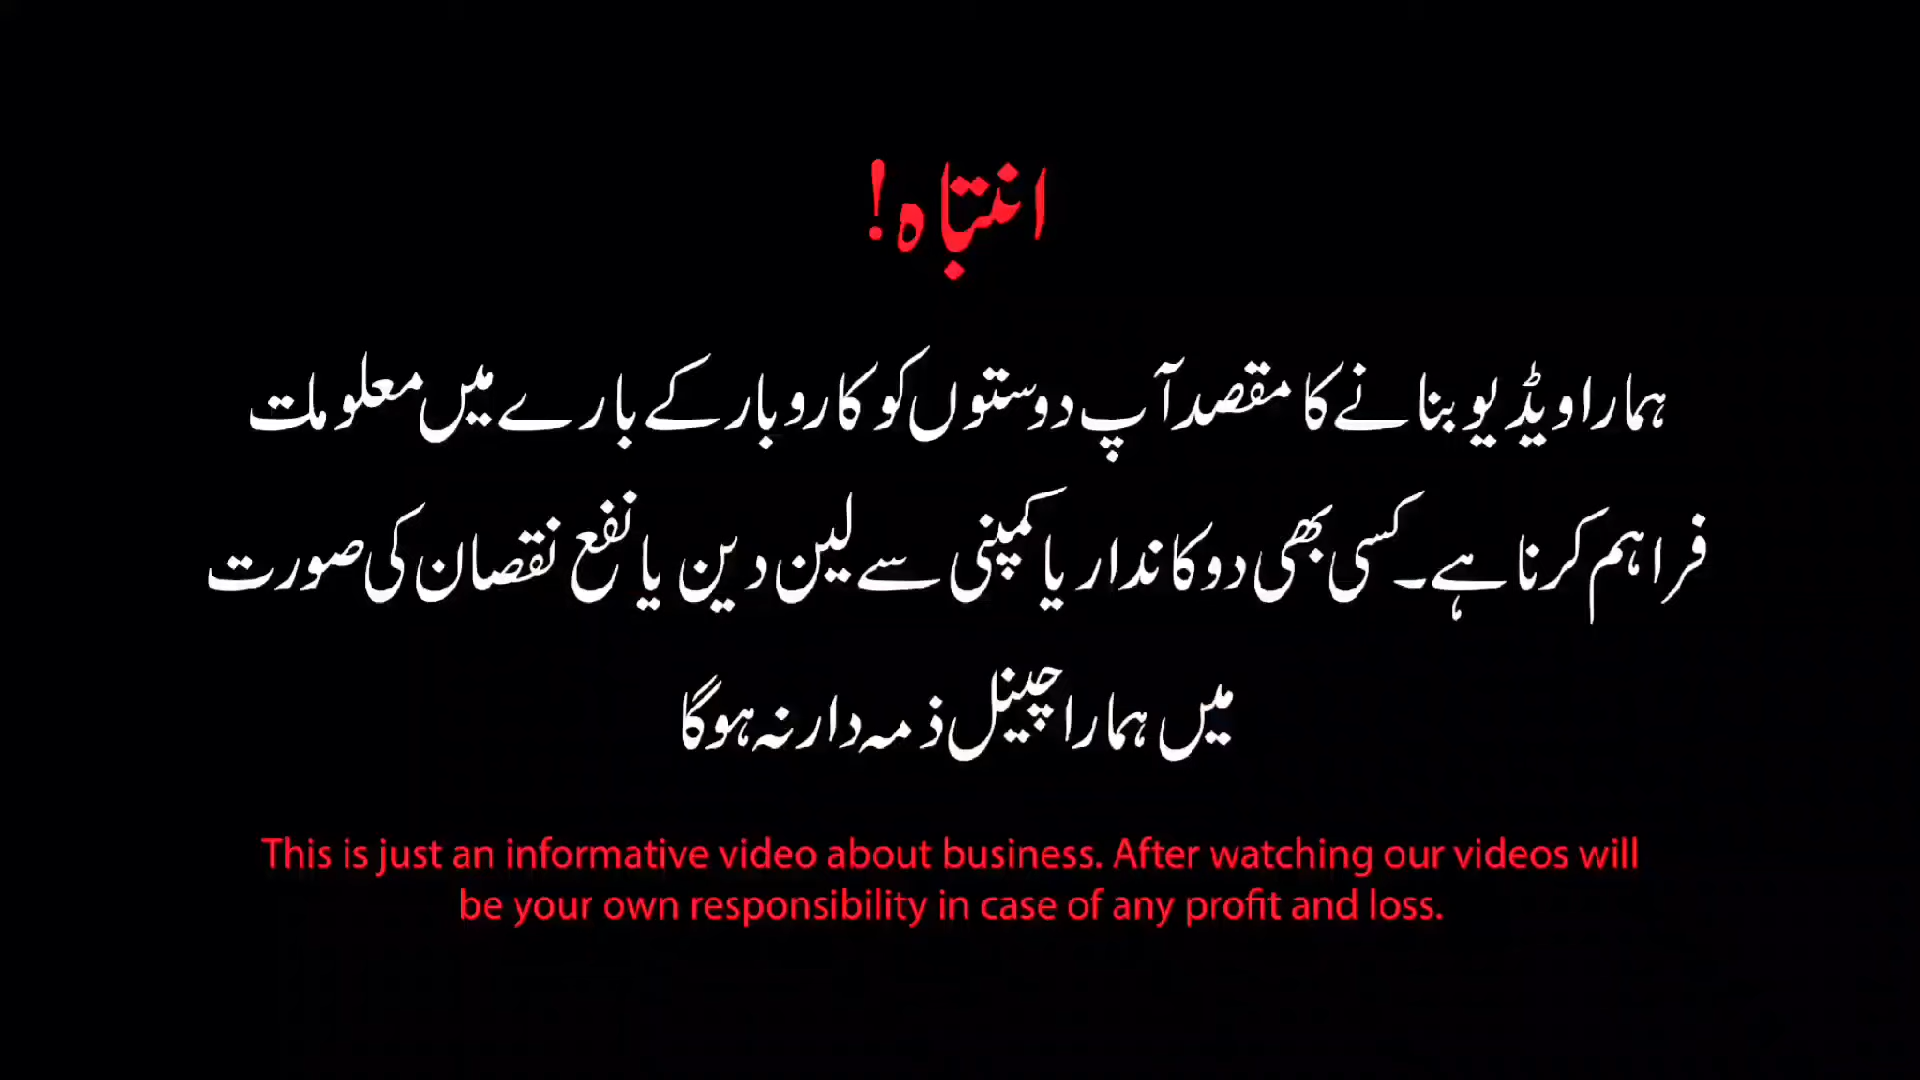 انتباہ!
ہمارا ویڈیو بنانے کا مقصد آپ دوستوں کو کاروبار کے بارے میں معلومات
فراہم کرنا ہے۔ کسی بھی دوکاندار یا کمپنی سے لین دین یا نفع نقصان کی صورت
میں ہمارا چینل ذمہ دار نہ ہوگا
This is just an informative video about business. After watching our videos will
be your own responsibility in case of any profit and loss.